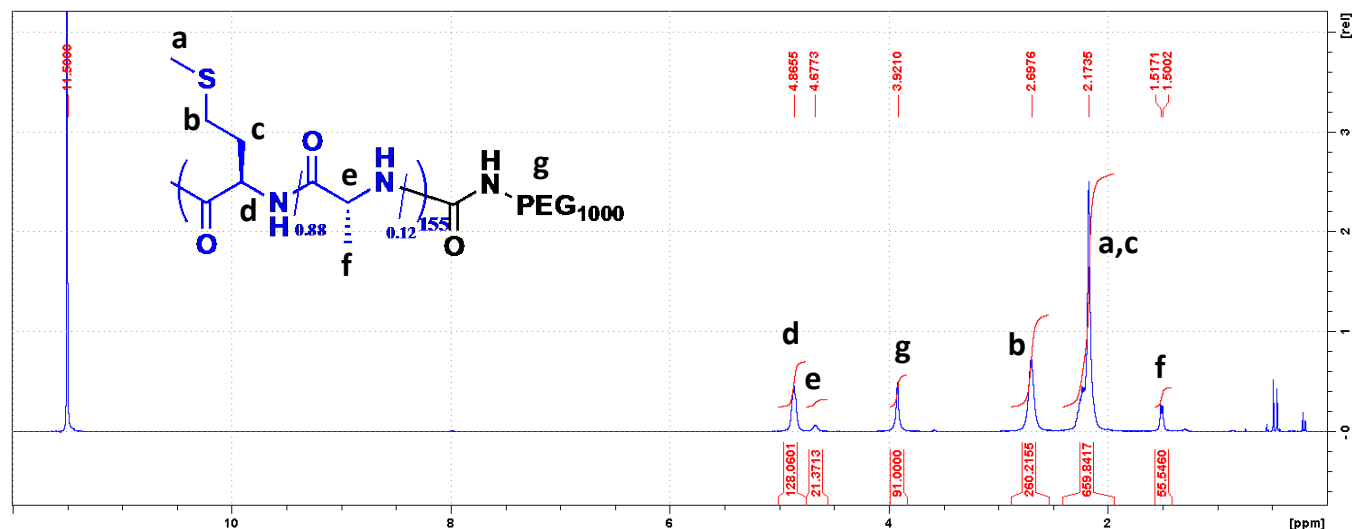 11.5000
4.8655
4.6773
3.9210
2.6976
2.1735
1.5171
1.5002
[rel]
a
S
b
c
O
H
N
e
H
N
g
PEG1000
O
d
N
H
0.88
0.12
155
O
f
d
e
g
b
a,c
f
3
2
1
0
128.0601
21.3713
91.0000
260.2155
659.8417
55.5460
10
8
6
4
2
[ppm]